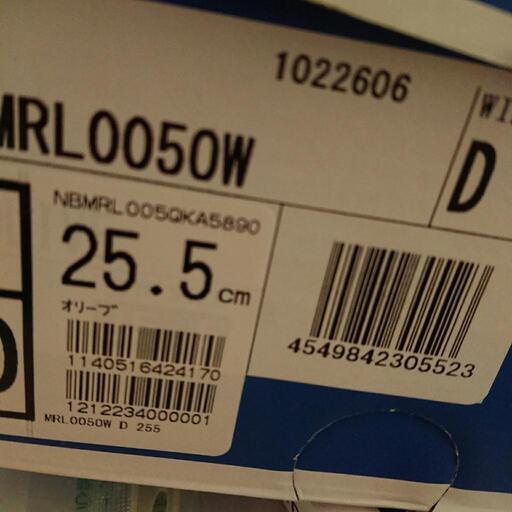 1022606
MRL0050W
WI
D
NBMRL005QKA5890
25.5cm
オリーブ
1140516424170
1212234000001
MRL0050W D 255
4549842305523